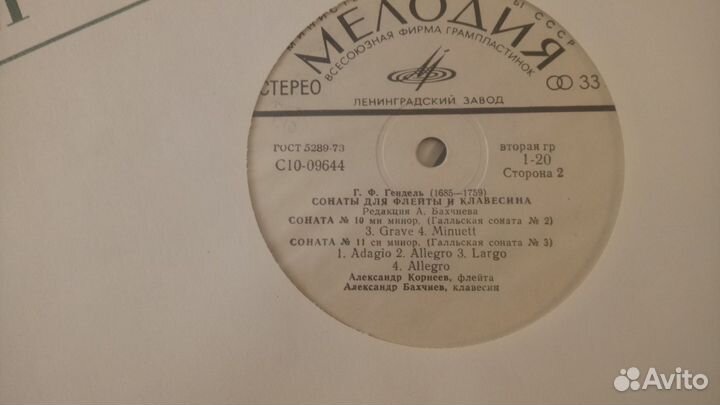 МЕЛОДИЯ
ВСЕСОЮЗНАЯ ФИРМА ГРАМПЛАСТИНОК
СССР
СТЕРЕО
33
ЛЕНИНГРАДСКИЙ ЗАВОД
ГОСТ 5289-73
С10-09644
вторая гр
1-20
Сторона 2
Г. Ф. Гендель (1685—1759)
СОНАТЫ ДЛЯ ФЛЕЙТЫ И КЛАВЕСИНА
Редакция А. Бахчиева
СОНАТА № 10 ми минор. (Галльская соната № 2)
3. Grave 4. Minuett
СОНАТА № 11 си минор. (Галльская соната № 3)
1. Adagio 2. Allegro 3. Largo
4. Allegro
Александр Корнеев, флейта
Александр Бахчиев, клавесин
Avito